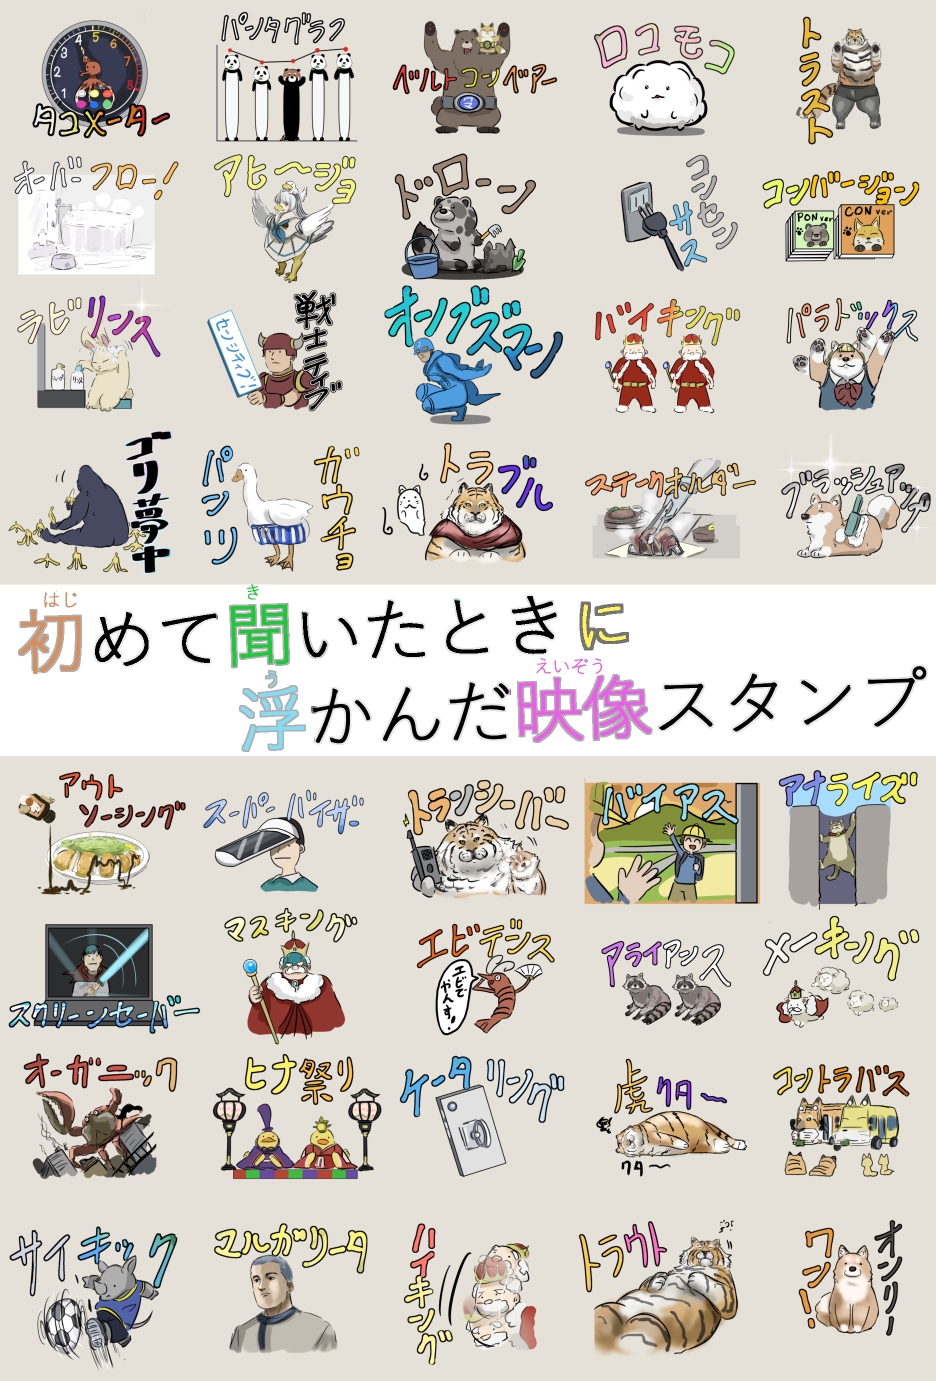 タコメーター
パンタグラフ
ベルトコンベアー
ロコモコ
トラスト
オーバーフロー!
アヒ〜ジョ
ドローン
コンセンサス
コンバージョン
PON ver
CON ver
ラビリンス
戦士ティブ
センシティブ?!
オンブズマン
バイキング
パラドックス
ゴリ夢中
パンツ
ガウチョ
トラブル
ステークホルダー
ブラッシュアップ
はじ
き
初めて聞いたときに
う
えいぞう
浮かんだ映像スタンプ
アウト
ソーシング
スーパーバイザー
トランシーバー
バイアス
アナライズ
スクリーンセーバー
マスキング
エビデンス
エビで
やんす!
アライアンス
メーキング
オーガニック
ヒナ祭り
ケータリング
虎クタ〜
クタ〜
コントラバス
サイキック
マルガリータ
ハイキング
トラウト
オンリー
ワン!